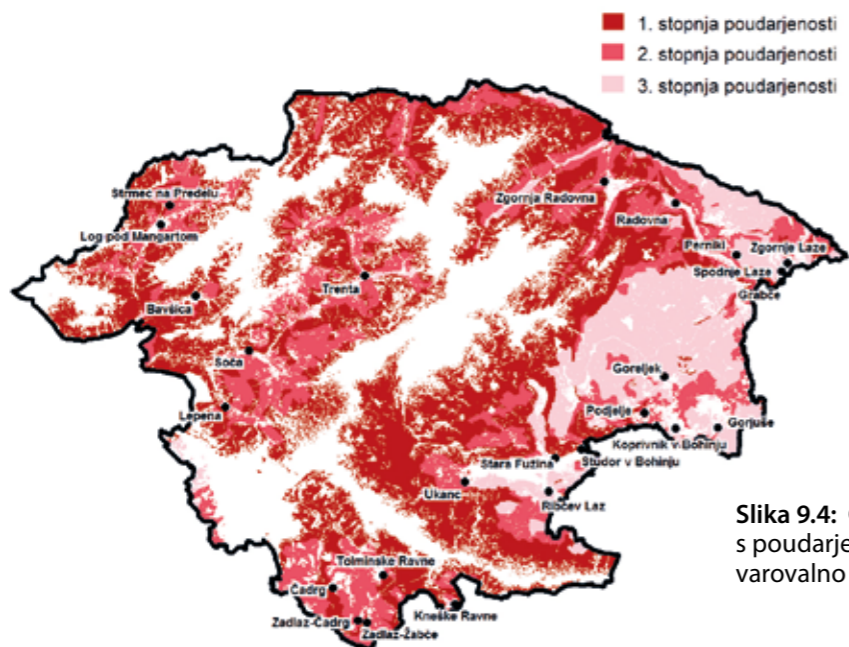 1. stopnja poudarjenosti
2. stopnja poudarjenosti
3. stopnja poudarjenosti
Strmec na Predelu
Log pod Mangartom
Zgornja Radovna
Radovna
Perniki
Zgornje Laze
Spodnje Laze
Grabče
Bavšica
Trenta
Soča
Lepena
Goreljek
Podjelje
Gorjuše
Koprivnik v Bohinju
Stara Fužina
Studor v Bohinju
Ukanc
Ribčev Laz
Slika 9.4:
s poudarje
varovalno
Tolminske Ravne
Čadrg
Kneške Ravne
Zadlaz-Čadrg
Zadlaz-Žabče